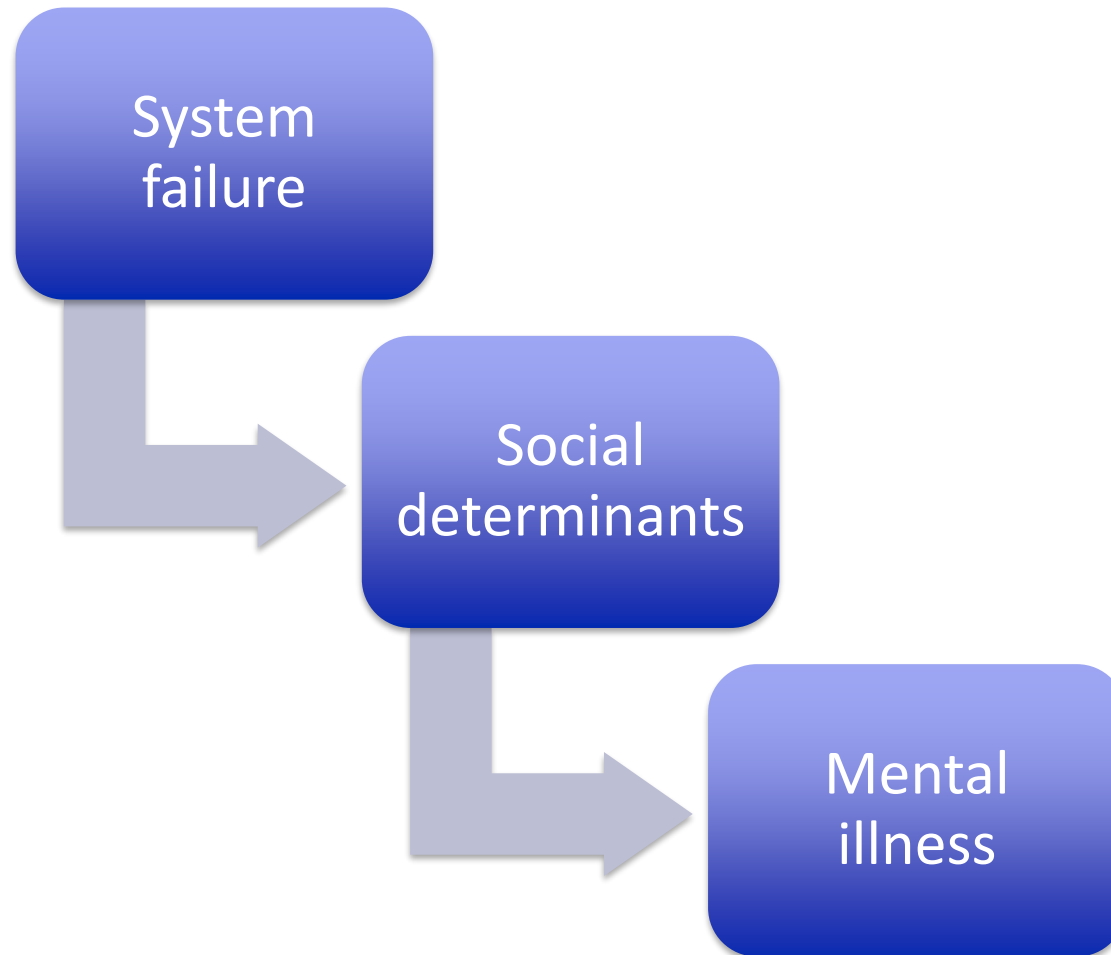 System
failure
Social
determinants
Mental
illness